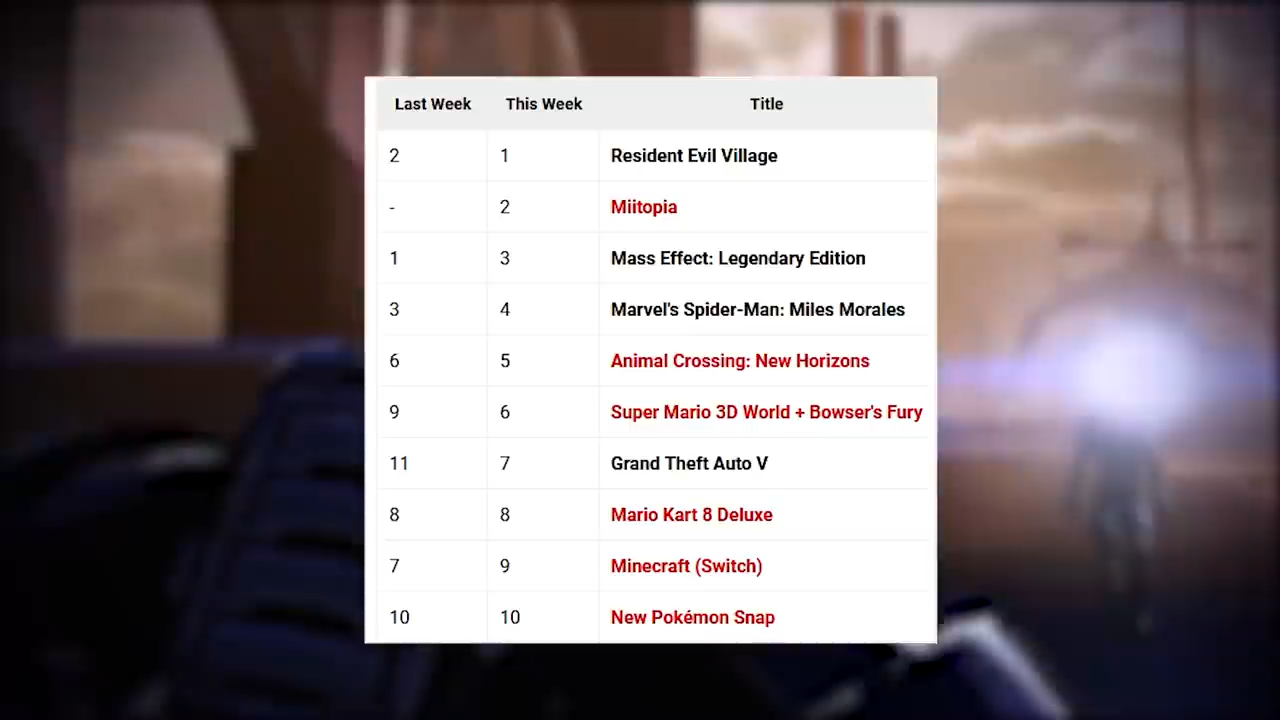 Last Week This Week Title
2 1 Resident Evil Village
- 2 Miitopia
1 3 Mass Effect: Legendary Edition
3 4 Marvel's Spider-Man: Miles Morales
6 5 Animal Crossing: New Horizons
9 6 Super Mario 3D World + Bowser's Fury
11 7 Grand Theft Auto V
8 8 Mario Kart 8 Deluxe
7 9 Minecraft (Switch)
10 10 New Pokémon Snap